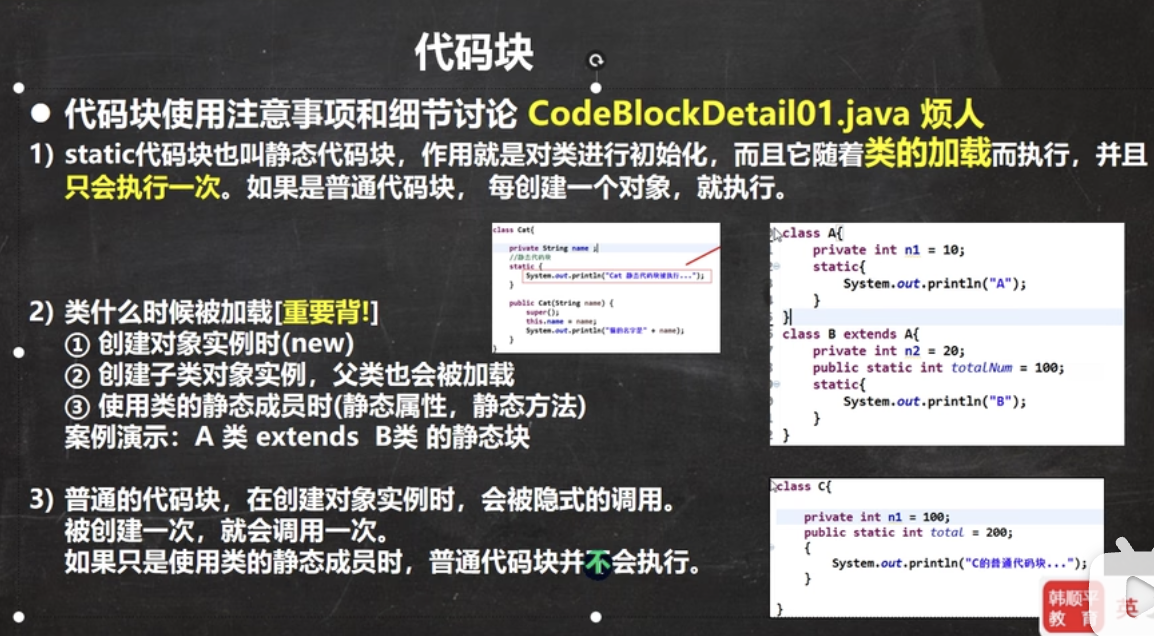 代码块
● 代码块使用注意事项和细节讨论 CodeBlockDetail01.java 烦人
1) static代码块也叫静态代码块，作用就是对类进行初始化，而且它随着类的加载而执行，并且
只会执行一次。如果是普通代码块， 每创建一个对象，就执行。
class Cat{
private String name ;
//静态代码块
static {
System.out.println("Cat 静态代码块被执行...");
}
public Cat(String name) {
super();
this.name = name;
System.out.println("猫的名字是" + name);
}
}
class A{
private int n1 = 10;
static{
System.out.println("A");
}
}
class B extends A{
private int n2 = 20;
public static int totalNum = 100;
static{
System.out.println("B");
}
}
2) 类什么时候被加载[重要背!]
① 创建对象实例时(new)
② 创建子类对象实例，父类也会被加载
③ 使用类的静态成员时(静态属性，静态方法)
案例演示：A 类 extends B类 的静态块
3) 普通的代码块，在创建对象实例时，会被隐式的调用。
被创建一次，就会调用一次。
如果只是使用类的静态成员时，普通代码块并不会执行。
class C{
private int n1 = 100;
public static int total = 200;
{
System.out.println("C的普通代码块...");
}
}
韩顺平
教育
英